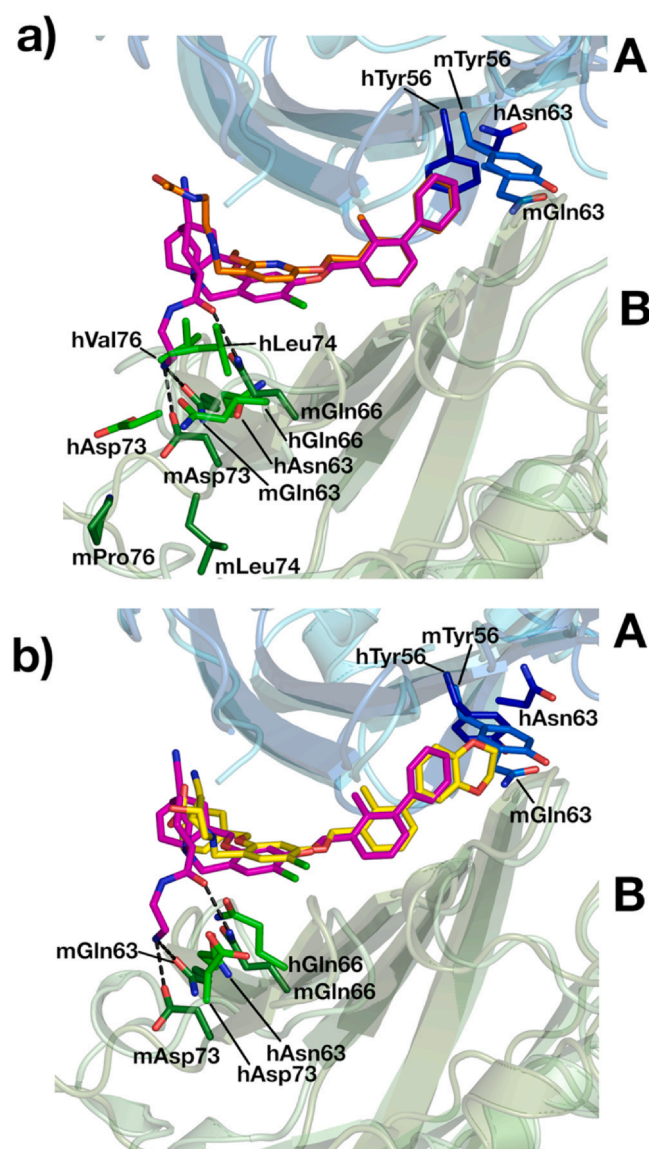 a)
A
mTyr56
hTyr56
hAsn63
mGln63
B
hVal76
hLeu74
mGln66
hGln66
hAsp73
hAsn63
mAsp73
mGln63
mPro76
mLeu74
b)
A
mTyr56
hTyr56
hAsn63
mGln63
B
mGln63
hGln66
mGln66
hAsn63
mAsp73
hAsp73